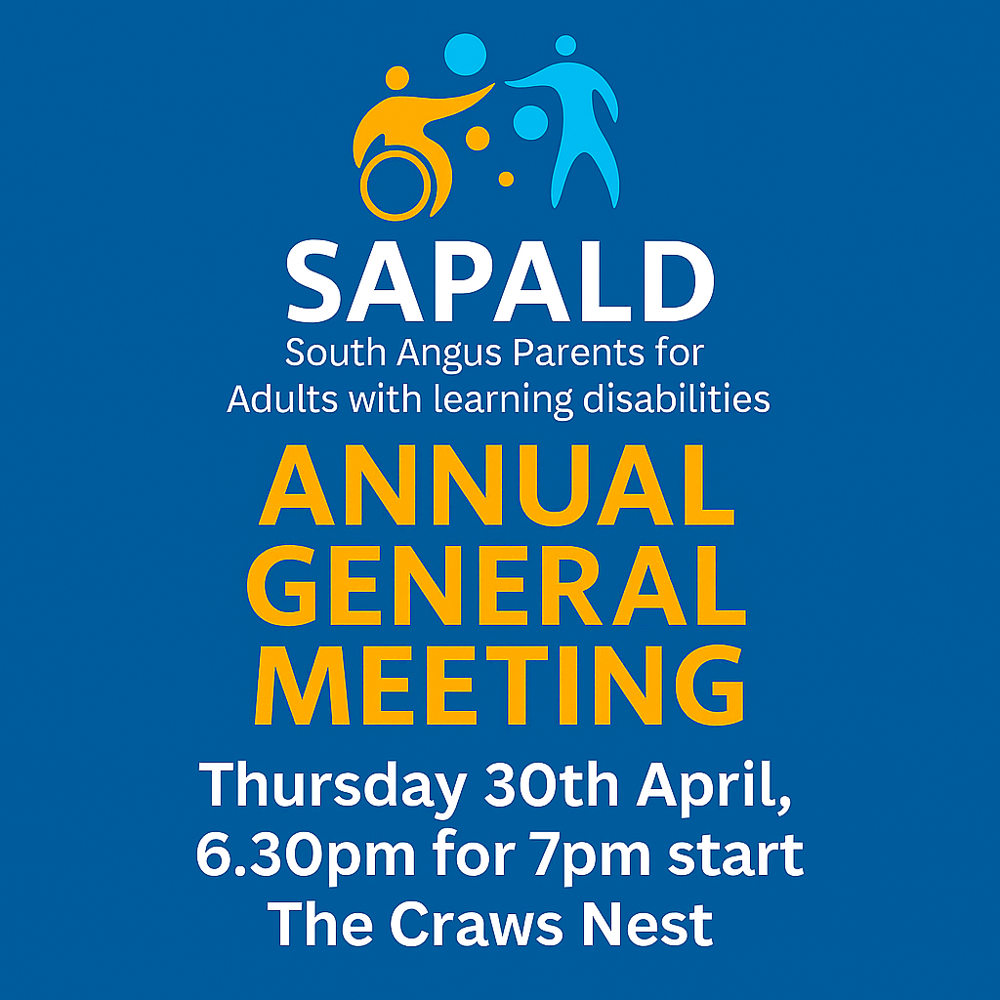 SAPALD
South Angus Parents for
Adults with learning disabilities
ANNUAL
GENERAL
MEETING
Thursday 30th April,
6.30pm for 7pm start
The Craws Nest